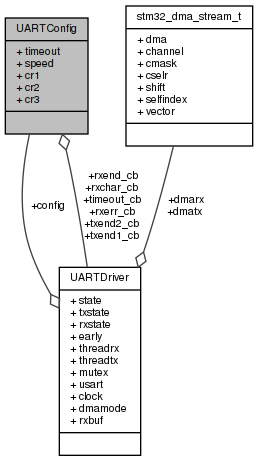 UARTConfig
+ timeout
+ speed
+ cr1
+ cr2
+ cr3
stm32_dma_stream_t
+ dma
+ channel
+ cmask
+ cselr
+ shift
+ selfindex
+ vector
+rxend_cb
+rxchar_cb
+timeout_cb
+rxerr_cb
+txend2_cb
+txend1_cb
+config
+dmarx
+dmatx
UARTDriver
+ state
+ txstate
+ rxstate
+ early
+ threadrx
+ threadtx
+ mutex
+ usart
+ clock
+ dmamode
+ rxbuf